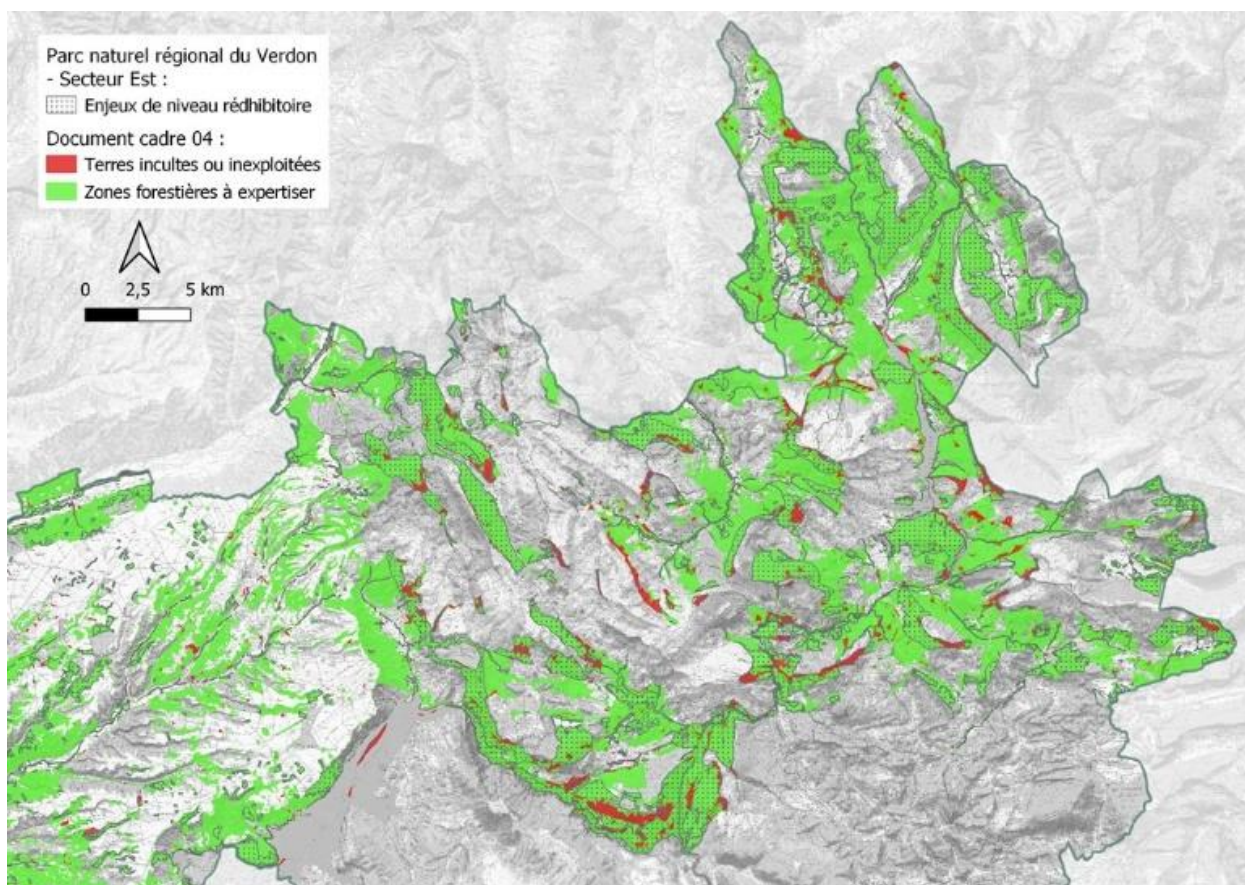 Parc naturel régional du Verdon
- Secteur Est :
Enjeux de niveau rédhibitoire
Document cadre 04 :
Terres incultes ou inexploitées
Zones forestières à expertiser
0 2,5 5 km